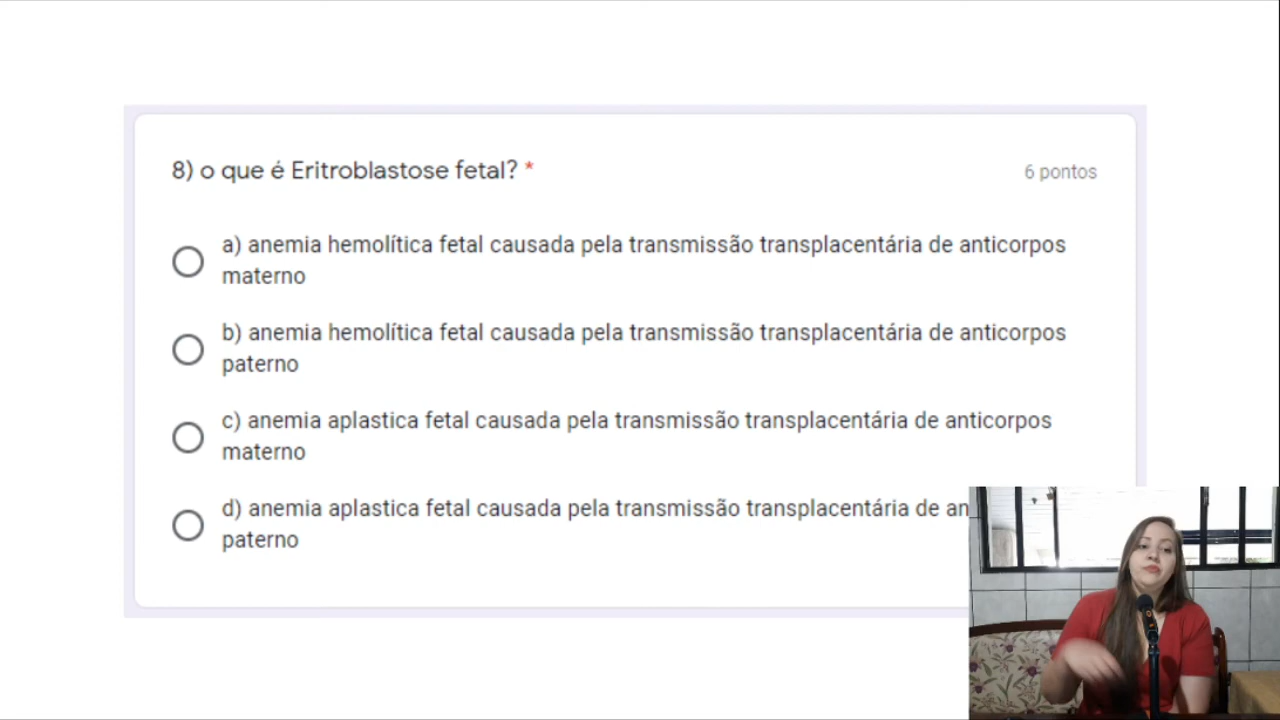 8) o que é Eritroblastose fetal? *
6 pontos
a) anemia hemolítica fetal causada pela transmissão transplacentária de anticorpos
materno
b) anemia hemolítica fetal causada pela transmissão transplacentária de anticorpos
paterno
c) anemia aplastica fetal causada pela transmissão transplacentária de anticorpos
materno
d) anemia aplastica fetal causada pela transmissão transplacentária de
paterno